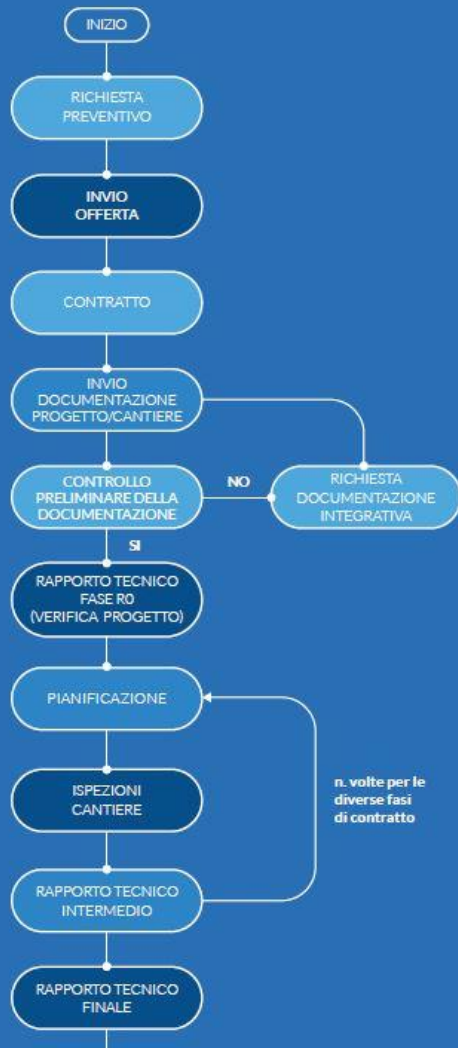 INIZIO
RICHIESTA
PREVENTIVO
INVIO
OFFERTA
CONTRATTO
INVIO
DOCUMENTAZIONE
PROGETTO/CANTIERE
CONTROLLO
PRELIMINARE DELLA
DOCUMENTAZIONE
NO
RICHIESTA
DOCUMENTAZIONE
INTEGRATIVA
SI
RAPPORTO TECNICO
FASE R0
(VERIFICA PROGETTO)
PIANIFICAZIONE
ISPEZIONI
CANTIERE
n. volte per le
diverse fasi
di contratto
RAPPORTO TECNICO
INTERMEDIO
RAPPORTO TECNICO
FINALE